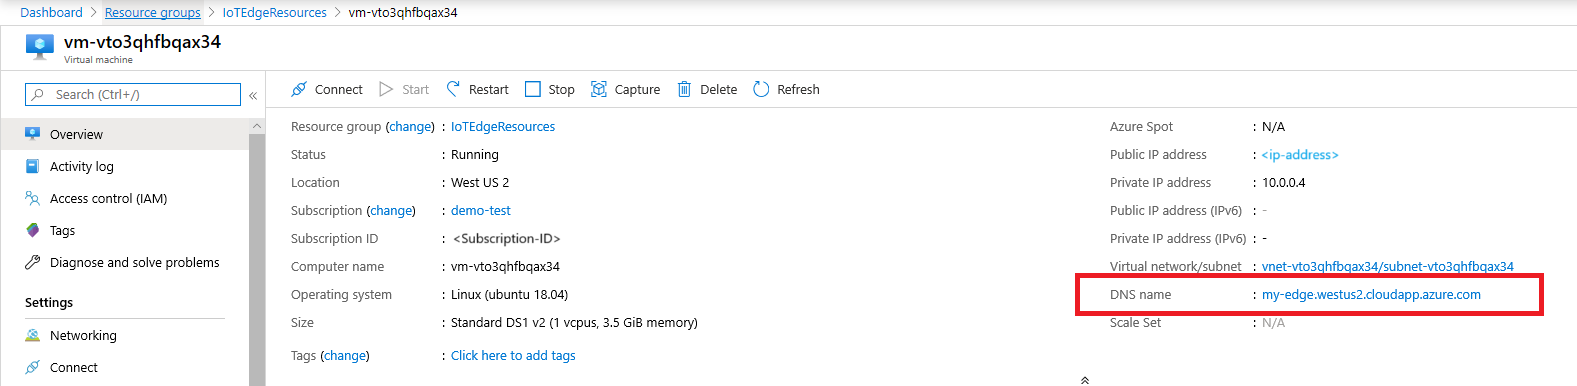 Dashboard > Resource groups > IoTEdgeResources > vm-vto3qhfbqax34
vm-vto3qhfbqax34
Virtual machine
Search (Ctrl+/)
«
Overview
Activity log
Access control (IAM)
Tags
Diagnose and solve problems
Settings
Networking
Connect
Connect Start Restart Stop Capture Delete Refresh
Resource group (change) : IoTEdgeResources
Status : Running
Location : West US 2
Subscription (change) : demo-test
Subscription ID : <Subscription-ID>
Computer name : vm-vto3qhfbqax34
Operating system : Linux (ubuntu 18.04)
Size : Standard DS1 v2 (1 vcpus, 3.5 GiB memory)
Tags (change) : Click here to add tags
Azure Spot : N/A
Public IP address : <ip-address>
Private IP address : 10.0.0.4
Public IP address (IPv6) : -
Private IP address (IPv6) : -
Virtual network/subnet : vnet-vto3qhfbqax34/subnet-vto3qhfbqax34
DNS name : my-edge.westus2.cloudapp.azure.com
Scale Set : N/A